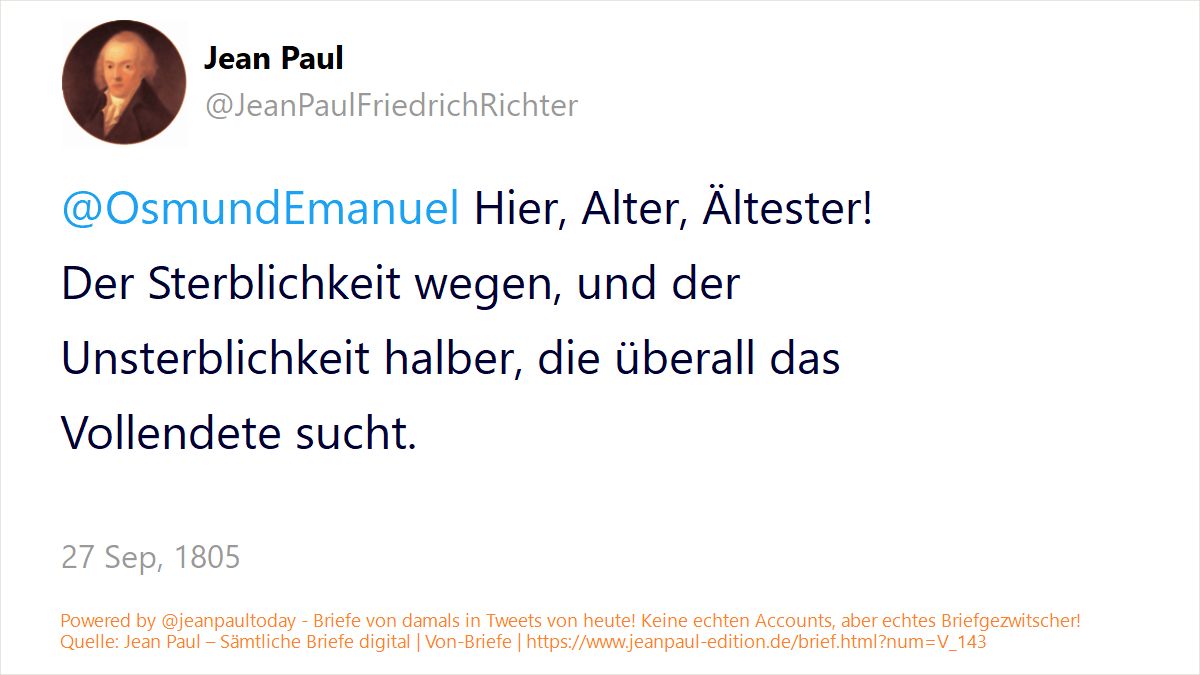 Jean Paul
@JeanPaulFriedrichRichter
@OsmundEmanuel Hier, Alter, Ältester!
Der Sterblichkeit wegen, und der
Unsterblichkeit halber, die überall das
Vollendete sucht.
27 Sep, 1805
Powered by @jeanpaultoday - Briefe von damals in Tweets von heute! Keine echten Accounts, aber echtes Briefgezwitscher!
Quelle: Jean Paul – Sämtliche Briefe digital | Von-Briefe | https://www.jeanpaul-edition.de/brief.html?num=V_143